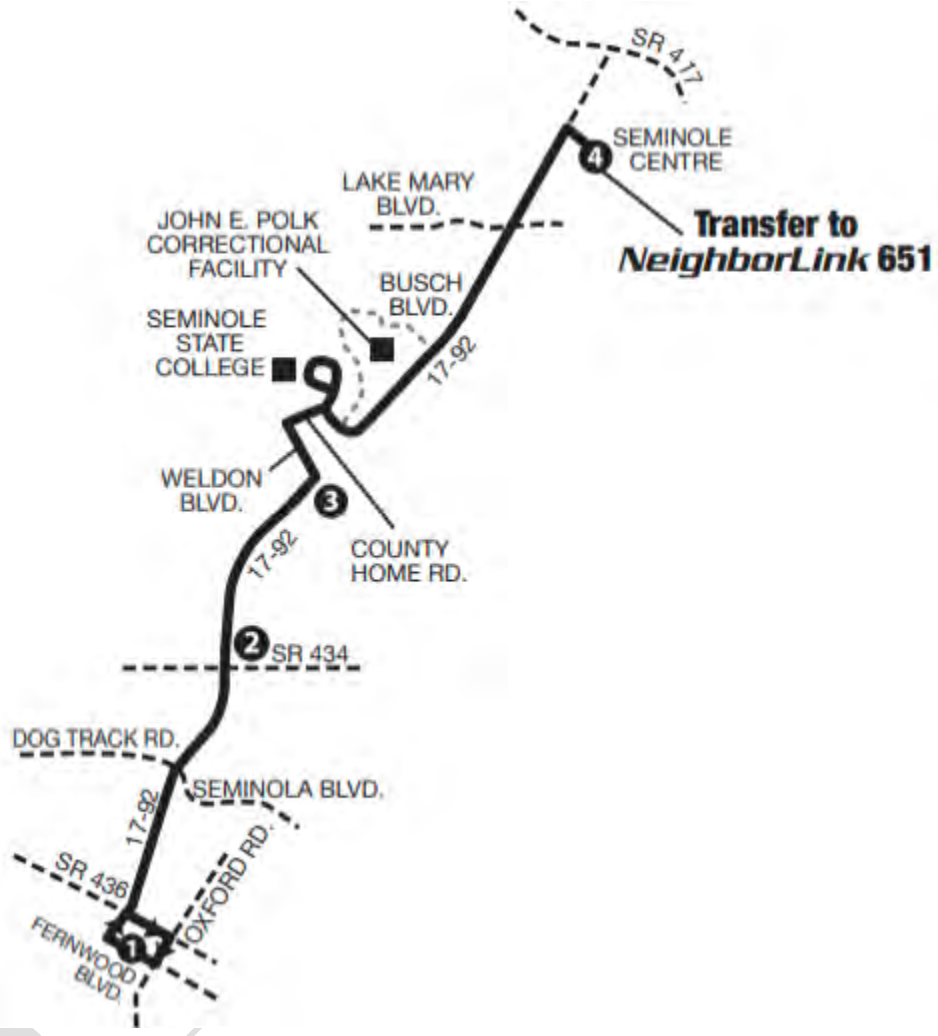 SR 417
4
SEMINOLE
CENTRE
Transfer to
NeighborLink 651
LAKE MARY
BLVD.
JOHN E. POLK
CORRECTIONAL
FACILITY
BUSCH
BLVD.
SEMINOLE
STATE
COLLEGE
17-92
WELDON
BLVD.
3
COUNTY
HOME RD.
17-92
2
SR 434
DOG TRACK RD.
SEMINOLA BLVD.
17-92
OXFORD RD.
SR 436
1
FERNWOOD
BLVD.